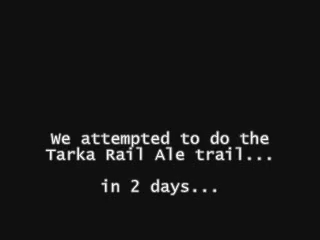 We attempted to do the
Tarka Rail Ale trail...
in 2 days...